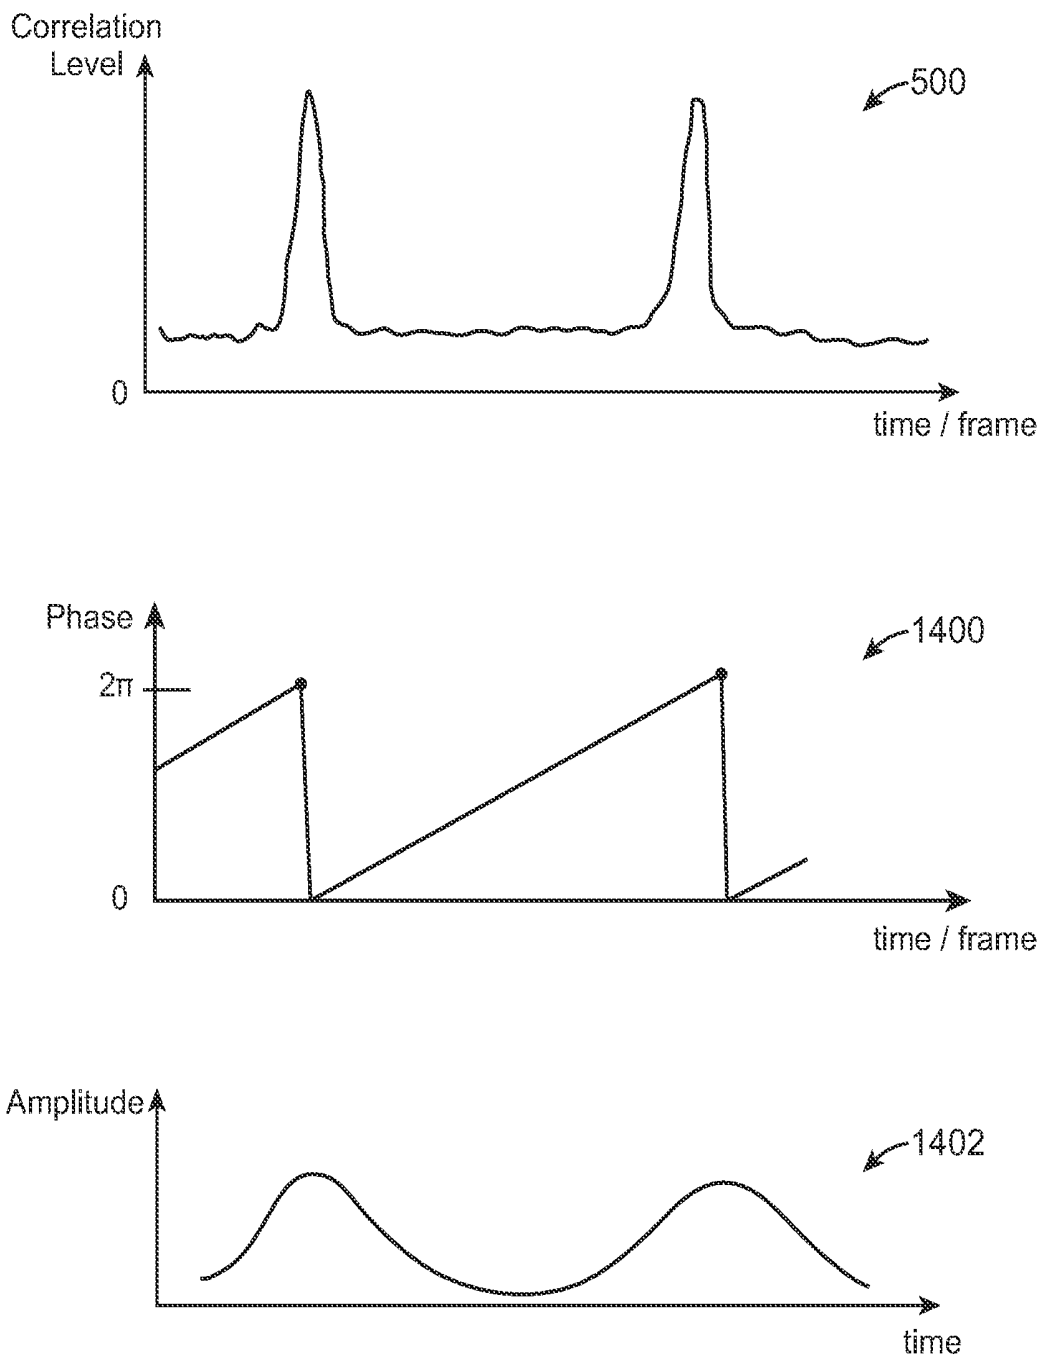 Correlation
Level
500
0
time / frame
Phase
1400
2π
0
time / frame
Amplitude
1402
time